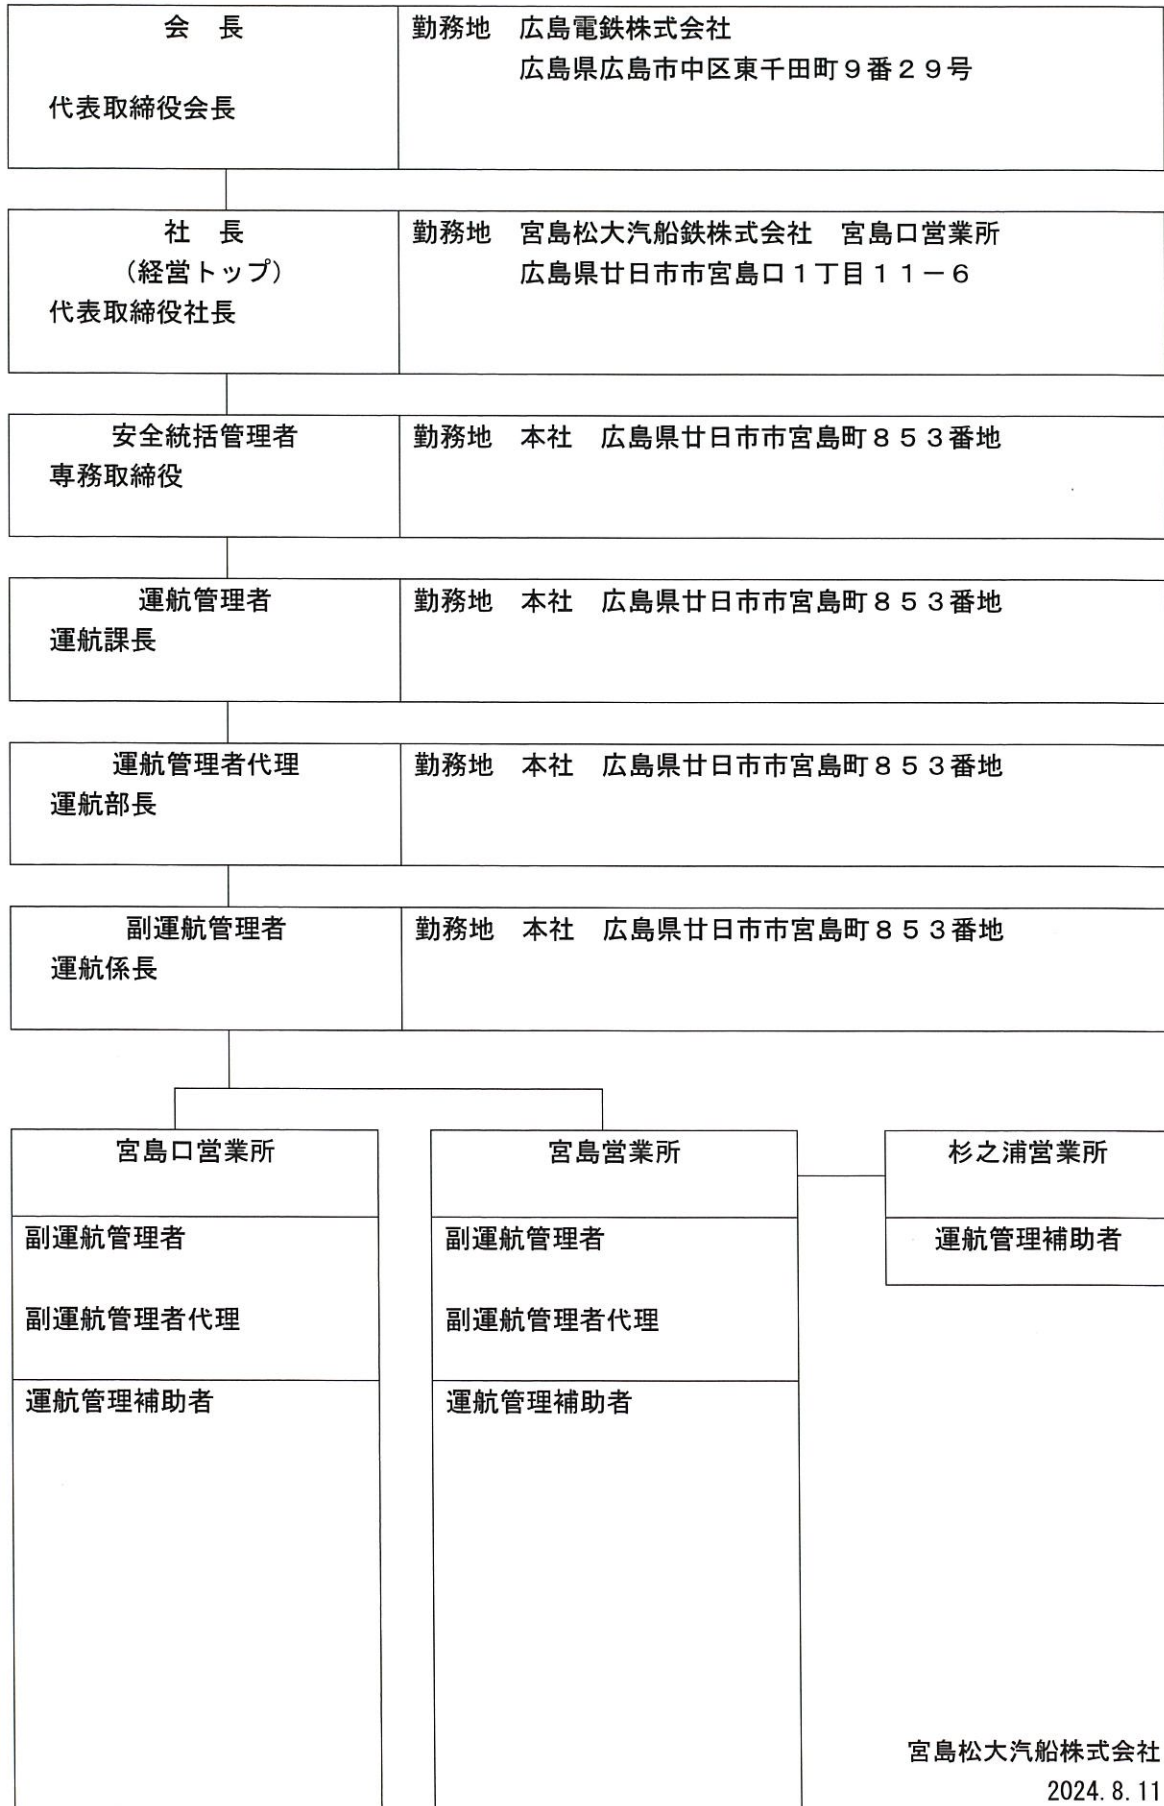 会　長
代表取締役会長
勤務地　広島電鉄株式会社
広島県広島市中区東千田町９番２９号
社　長
（経営トップ）
代表取締役社長
勤務地　宮島松大汽船鉄株式会社　宮島口営業所
広島県廿日市市宮島口１丁目１１－６
安全統括管理者
専務取締役
勤務地　本社　広島県廿日市市宮島町８５３番地
運航管理者
運航課長
勤務地　本社　広島県廿日市市宮島町８５３番地
運航管理者代理
運航部長
勤務地　本社　広島県廿日市市宮島町８５３番地
副運航管理者
運航係長
勤務地　本社　広島県廿日市市宮島町８５３番地
宮島口営業所
副運航管理者
副運航管理者代理
運航管理補助者
宮島営業所
副運航管理者
副運航管理者代理
運航管理補助者
杉之浦営業所
運航管理補助者
宮島松大汽船株式会社
2024. 8. 11